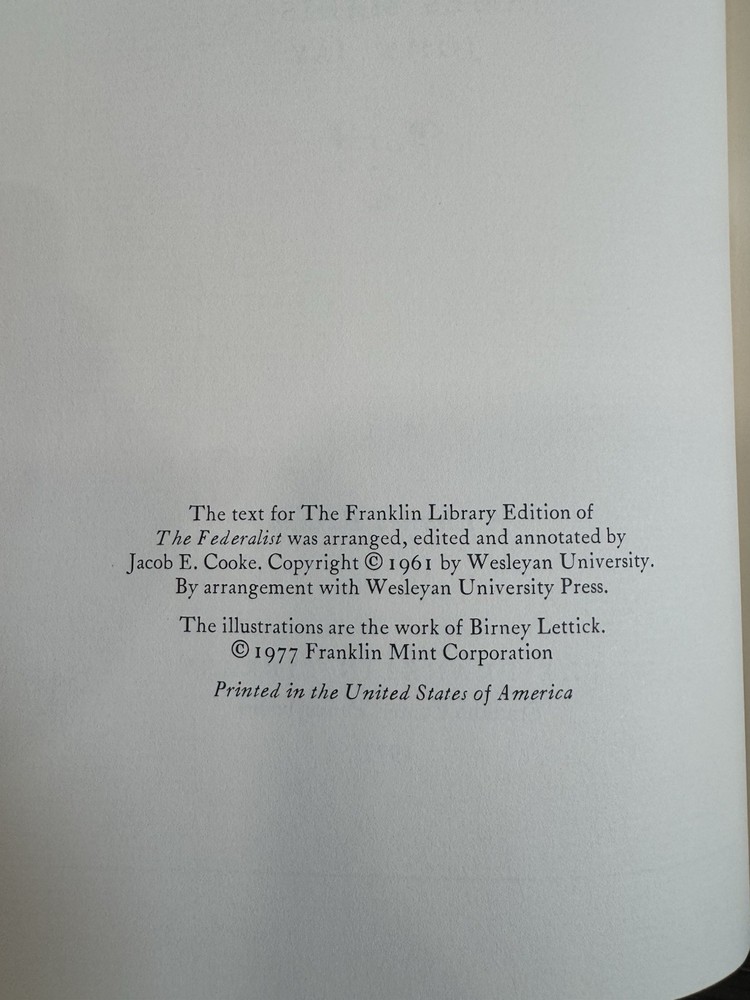 The text for The Franklin Library Edition of
The Federalist was arranged, edited and annotated by
Jacob E. Cooke. Copyright © 1961 by Wesleyan University.
By arrangement with Wesleyan University Press.
The illustrations are the work of Birney Lettick.
© 1977 Franklin Mint Corporation
Printed in the United States of America